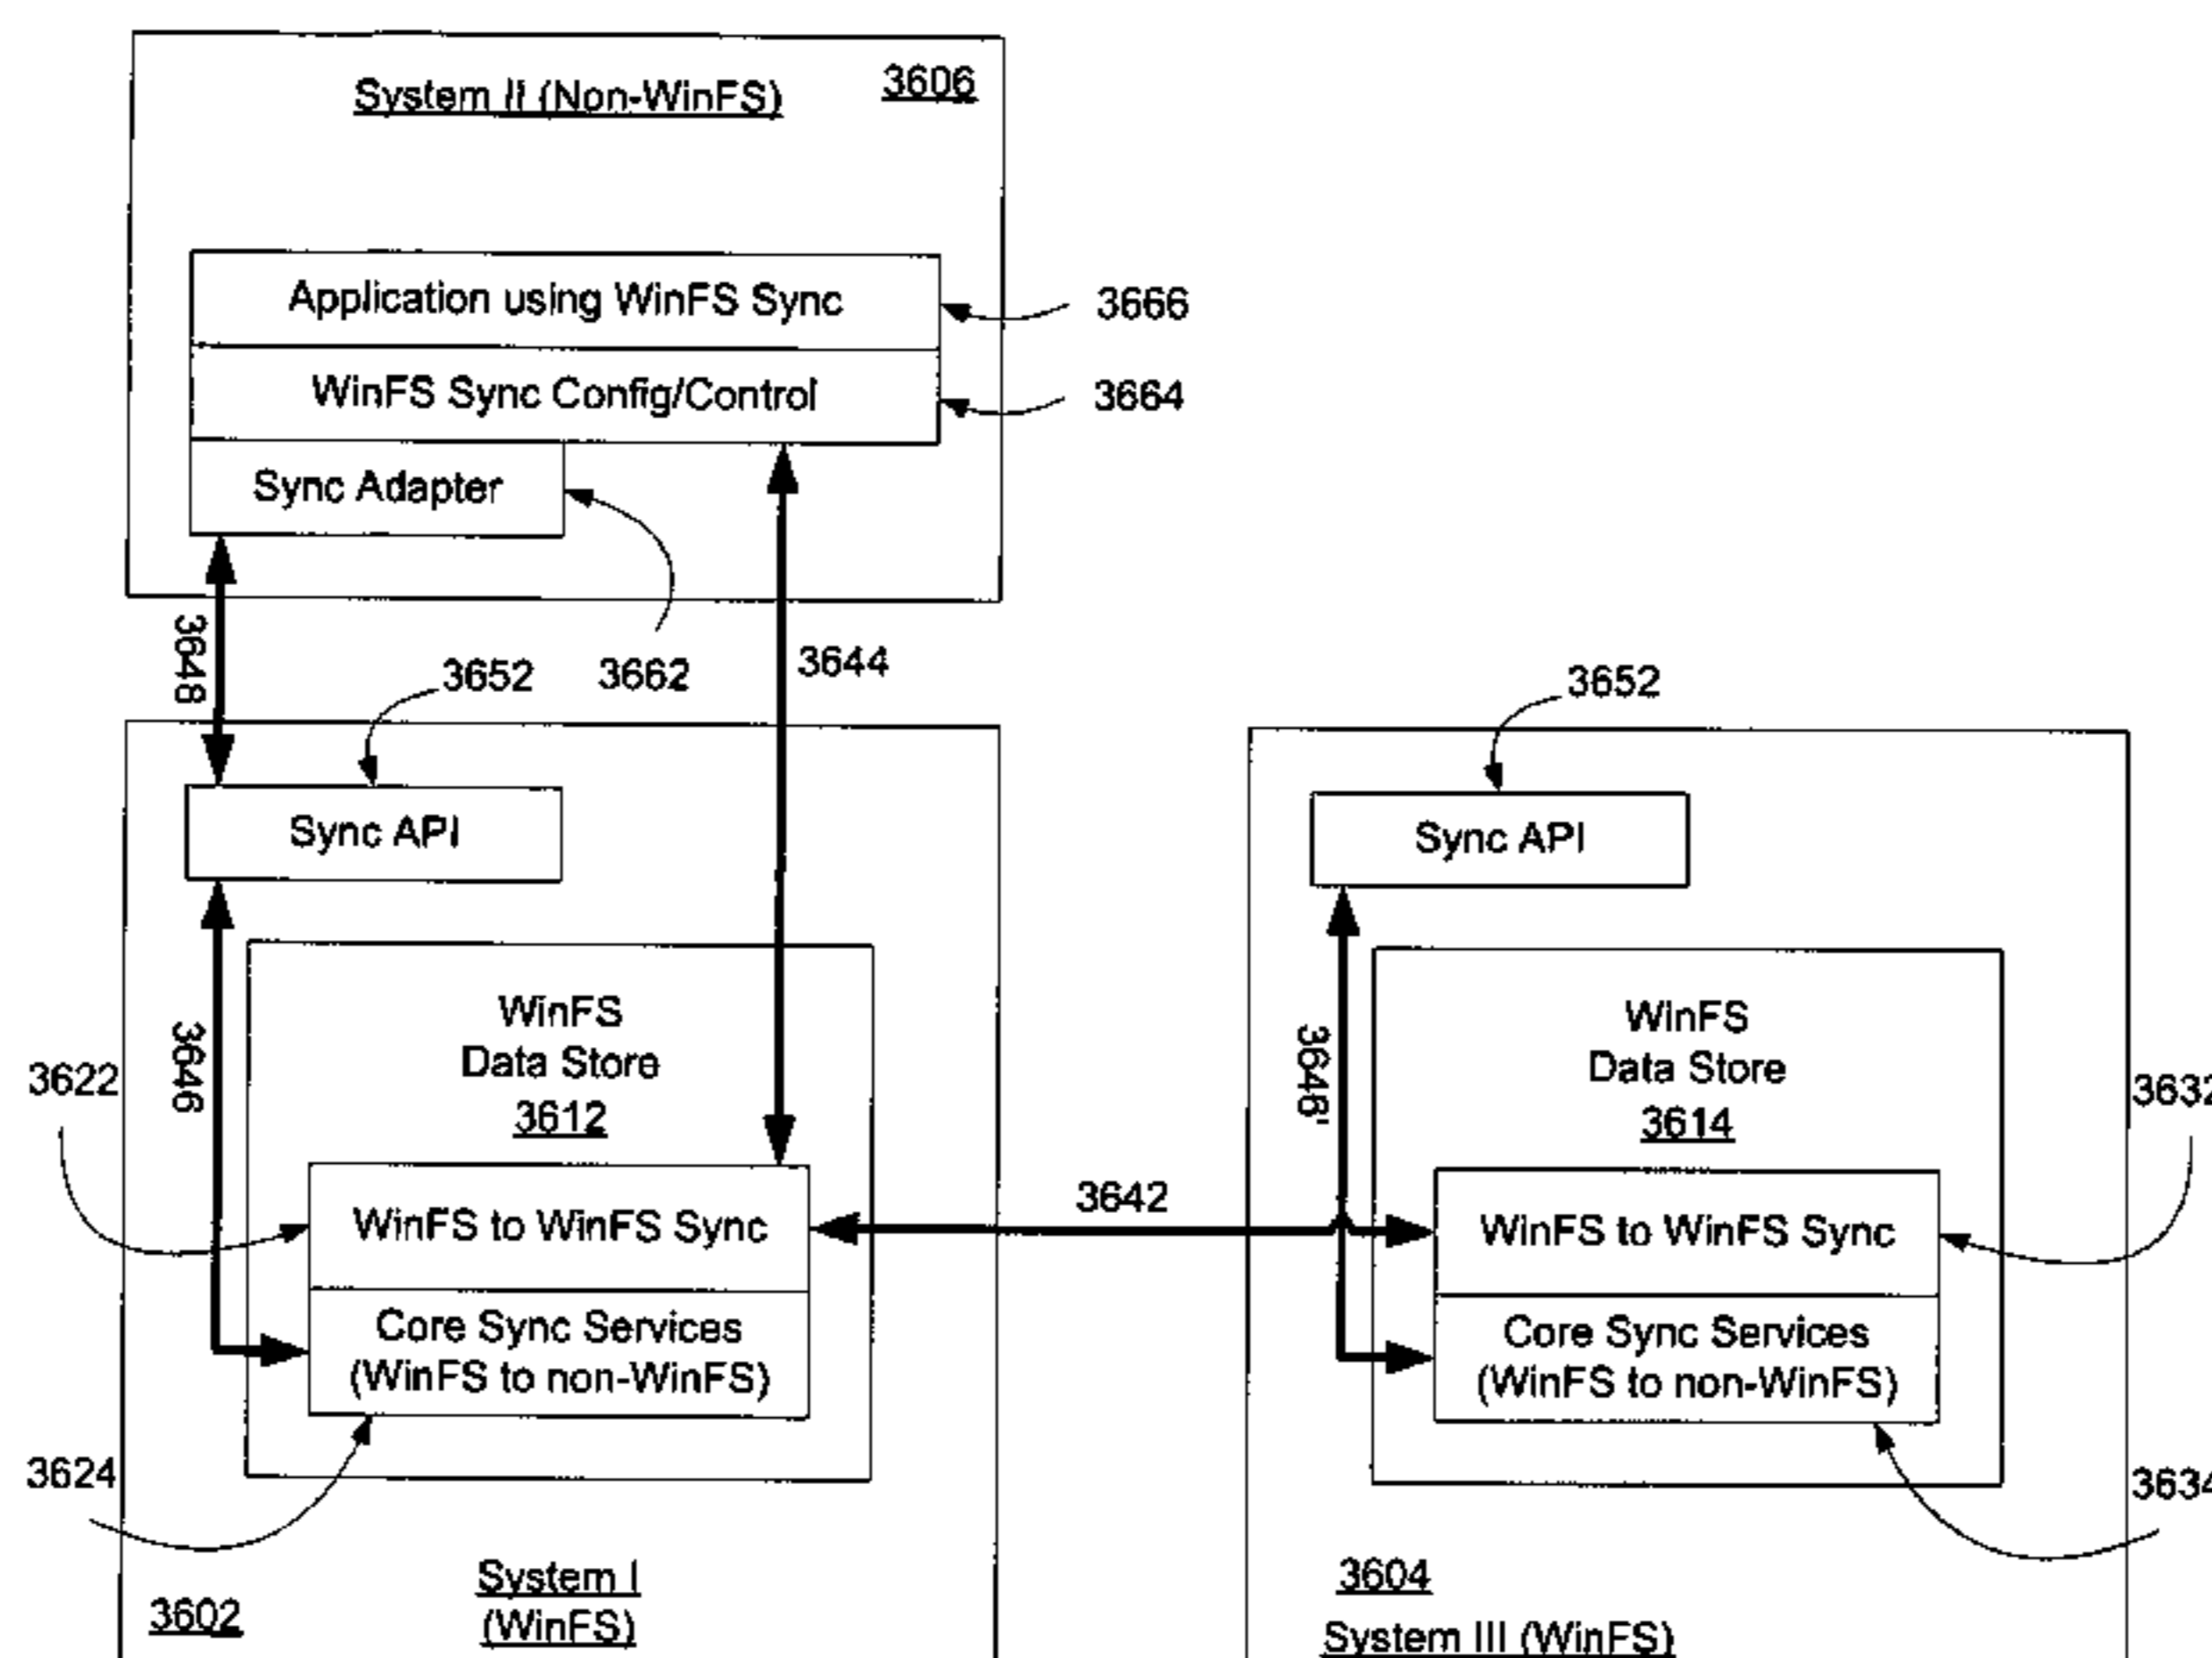 System II (Non-WinFS)
3606
Application using WinFS Sync
3666
WinFS Sync Config/Control
3664
Sync Adapter
3648
3652
3662
3644
3652
Sync API
Sync API
WinFS
Data Store
3612
WinFS
Data Store
3614
3646
3646'
3622
3632
3642
WinFS to WinFS Sync
WinFS to WinFS Sync
Core Sync Services
(WinFS to non-WinFS)
Core Sync Services
(WinFS to non-WinFS)
3624
3634
System I
(WinFS)
3602
3604
System III (WinFS)